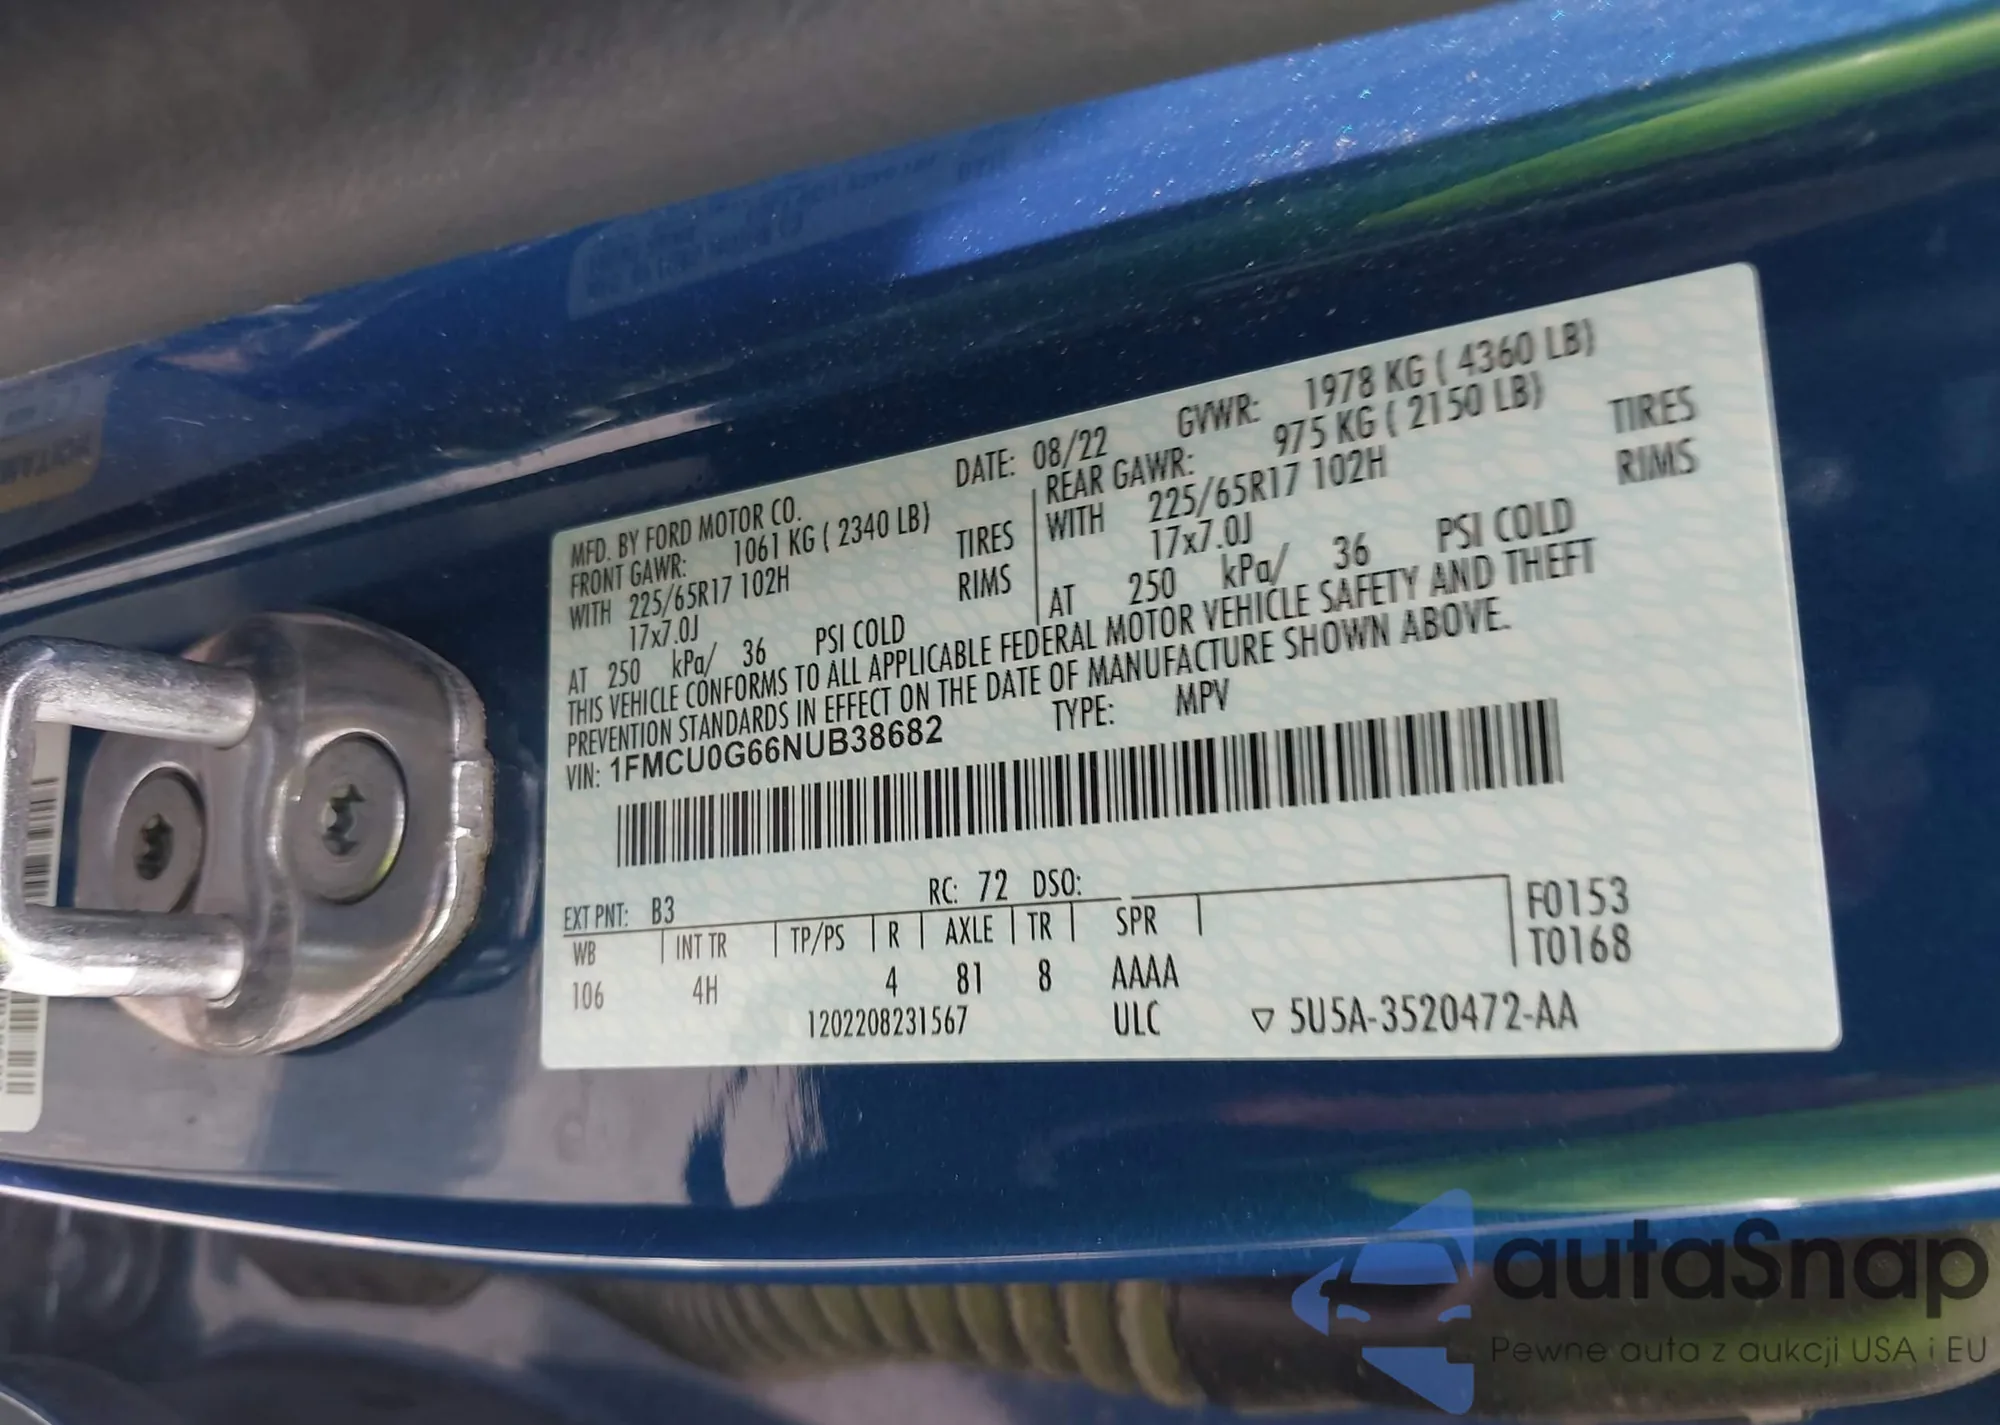 MFD. BY FORD MOTOR CO. DATE: 08/22 GVWR: 1978 KG ( 4360 LB)
FRONT GAWR: 1061 KG ( 2340 LB) REAR GAWR: 975 KG ( 2150 LB)
WITH 225/65R17 102H TIRES WITH 225/65R17 102H TIRES
17x7.0J RIMS 17x7.0J RIMS
AT 250 kPa/ 36 PSI COLD AT 250 kPa/ 36 PSI COLD
THIS VEHICLE CONFORMS TO ALL APPLICABLE FEDERAL MOTOR VEHICLE SAFETY AND THEFT
PREVENTION STANDARDS IN EFFECT ON THE DATE OF MANUFACTURE SHOWN ABOVE.
VIN: 1FMCU0G66NUB38682 TYPE: MPV
EXT PNT: B3 RC: 72 DSO:
WB INT TR TP/PS R AXLE TR SPR F0153
T0168
106 4H 4 81 8 AAAA
1202208231567 ULC 5U5A-3520472-AA
autaSnap
Pewne auta z aukcji USA i EU